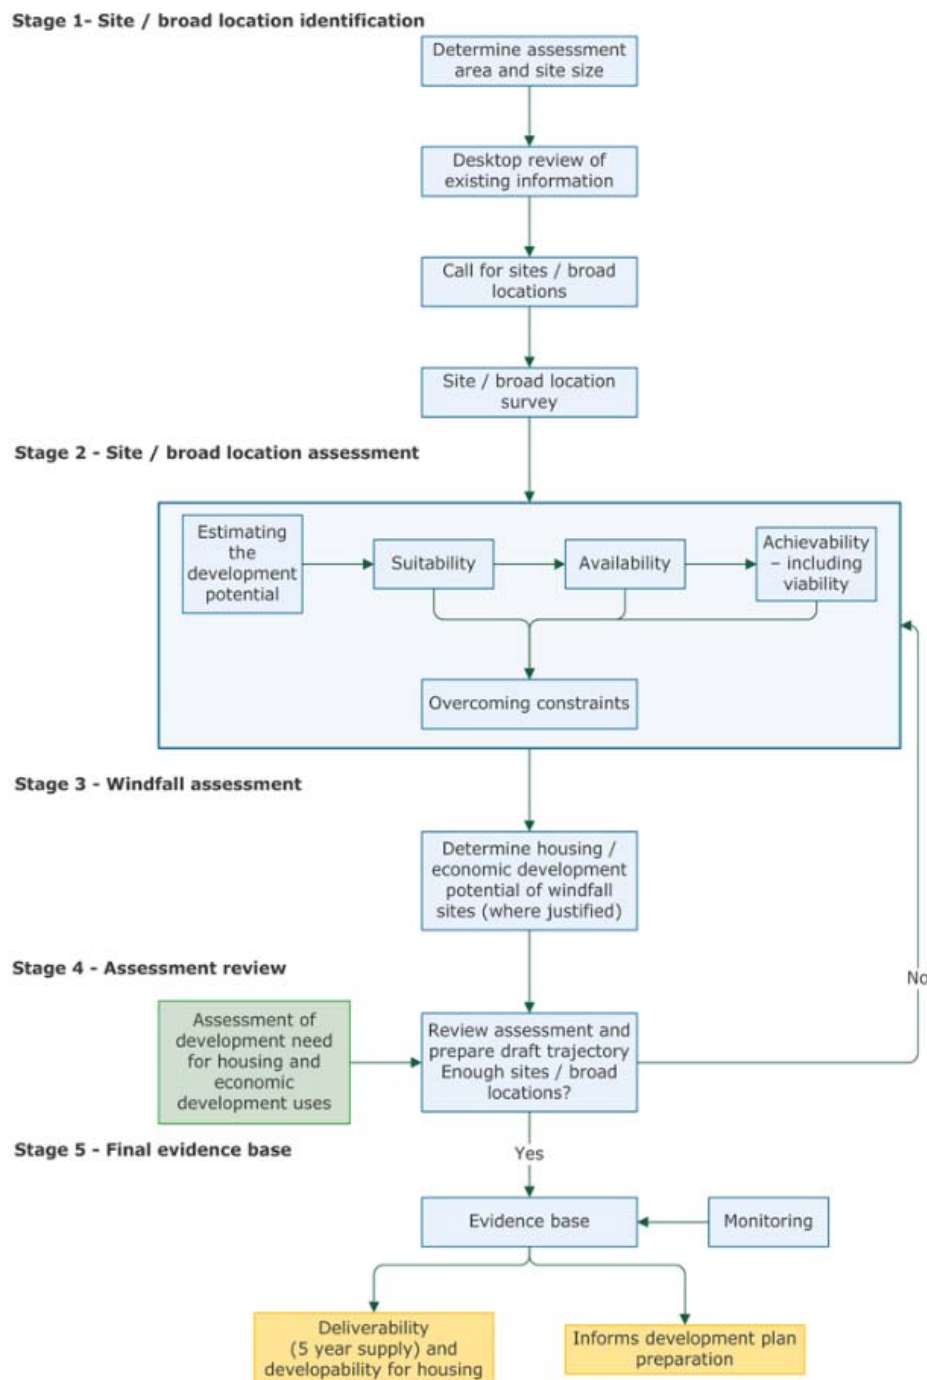 Stage 1- Site / broad location identification
Determine assessment
area and site size
Desktop review of
existing information
Call for sites / broad
locations
Site / broad location
survey
Stage 2 - Site / broad location assessment
Estimating
the
development
potential
Suitability
Availability
Achievability
– including
viability
Overcoming constraints
Stage 3 - Windfall assessment
Determine housing /
economic development
potential of windfall
sites (where justified)
Stage 4 - Assessment review
Assessment of
development need
for housing and
economic
development uses
Review assessment and
prepare draft trajectory
Enough sites / broad
locations?
No
Stage 5 - Final evidence base
Yes
Evidence base
Monitoring
Deliverability
(5 year supply) and
developability for housing
Informs development plan
preparation